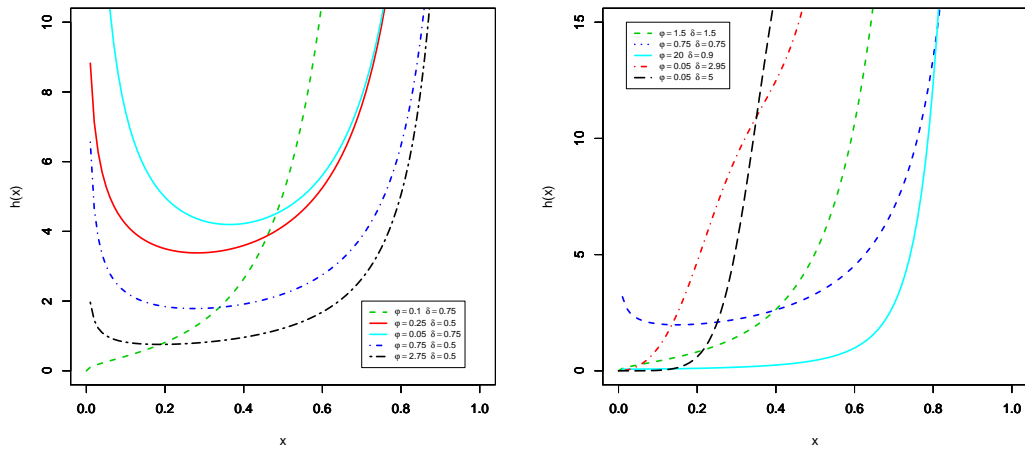 10
8
6
4
2
0
h(x)
0.0 0.2 0.4 0.6 0.8 1.0
x
φ = 0.1 δ = 0.75
φ = 0.25 δ = 0.5
φ = 0.05 δ = 0.75
φ = 0.75 δ = 0.5
φ = 2.75 δ = 0.5
15
10
5
0
h(x)
0.0 0.2 0.4 0.6 0.8 1.0
x
φ = 1.5 δ = 1.5
φ = 0.75 δ = 0.75
φ = 20 δ = 0.9
φ = 0.05 δ = 2.95
φ = 0.05 δ = 5